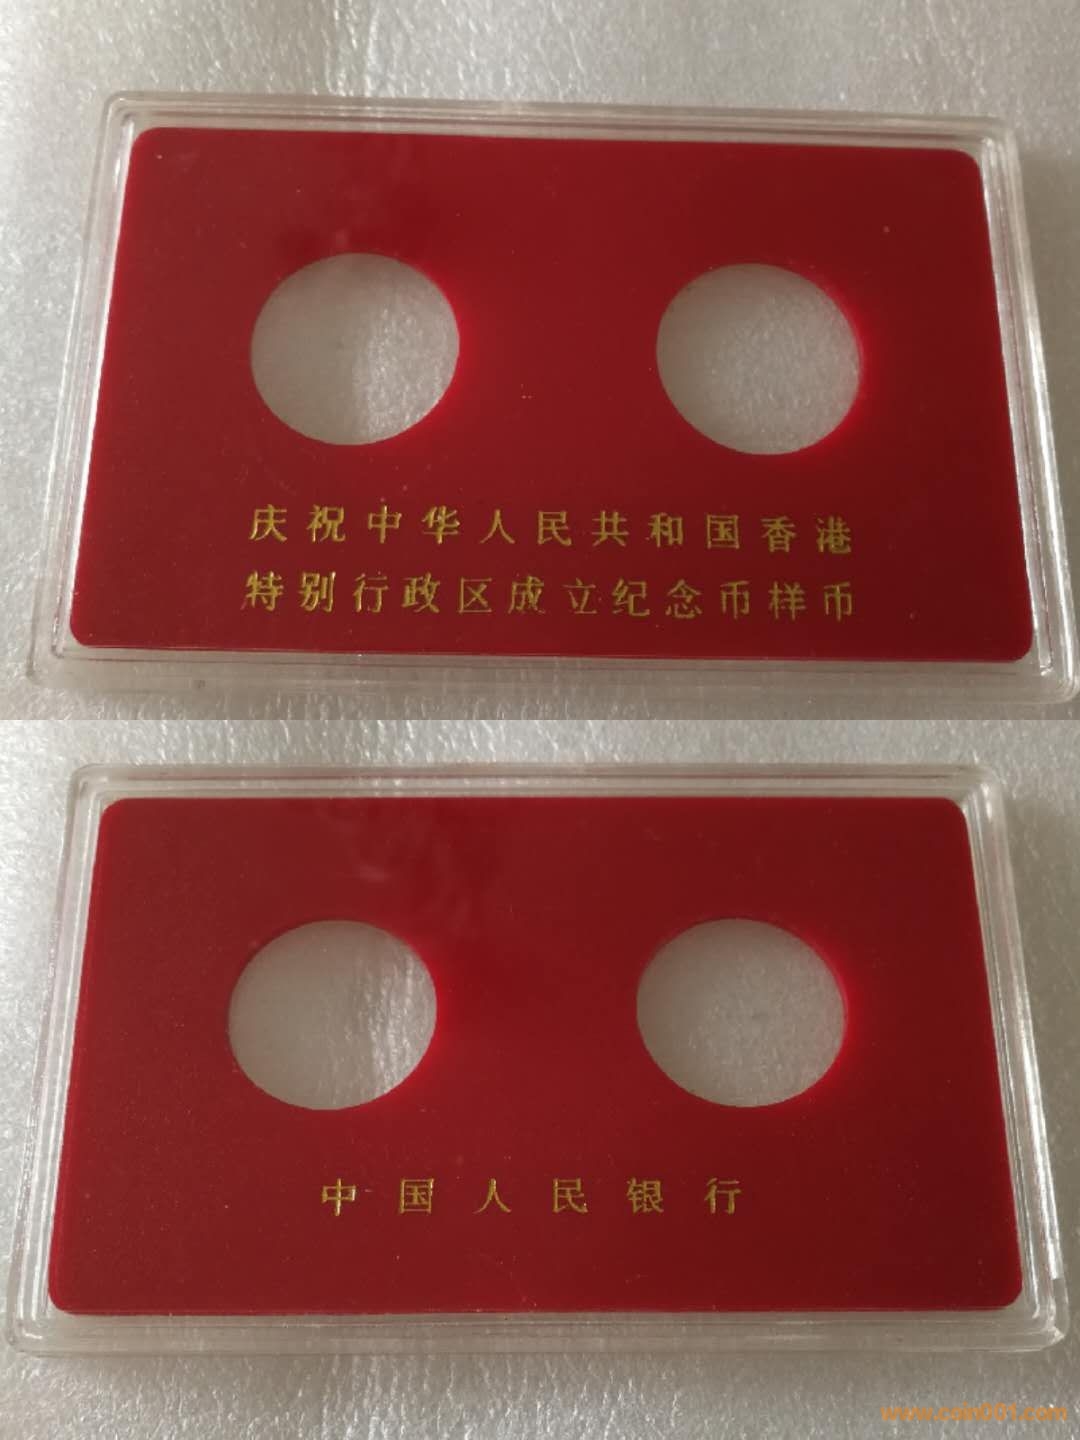 庆祝中华人民共和国香港
特别行政区成立纪念币样币
中国人民银行
www.coin001.com